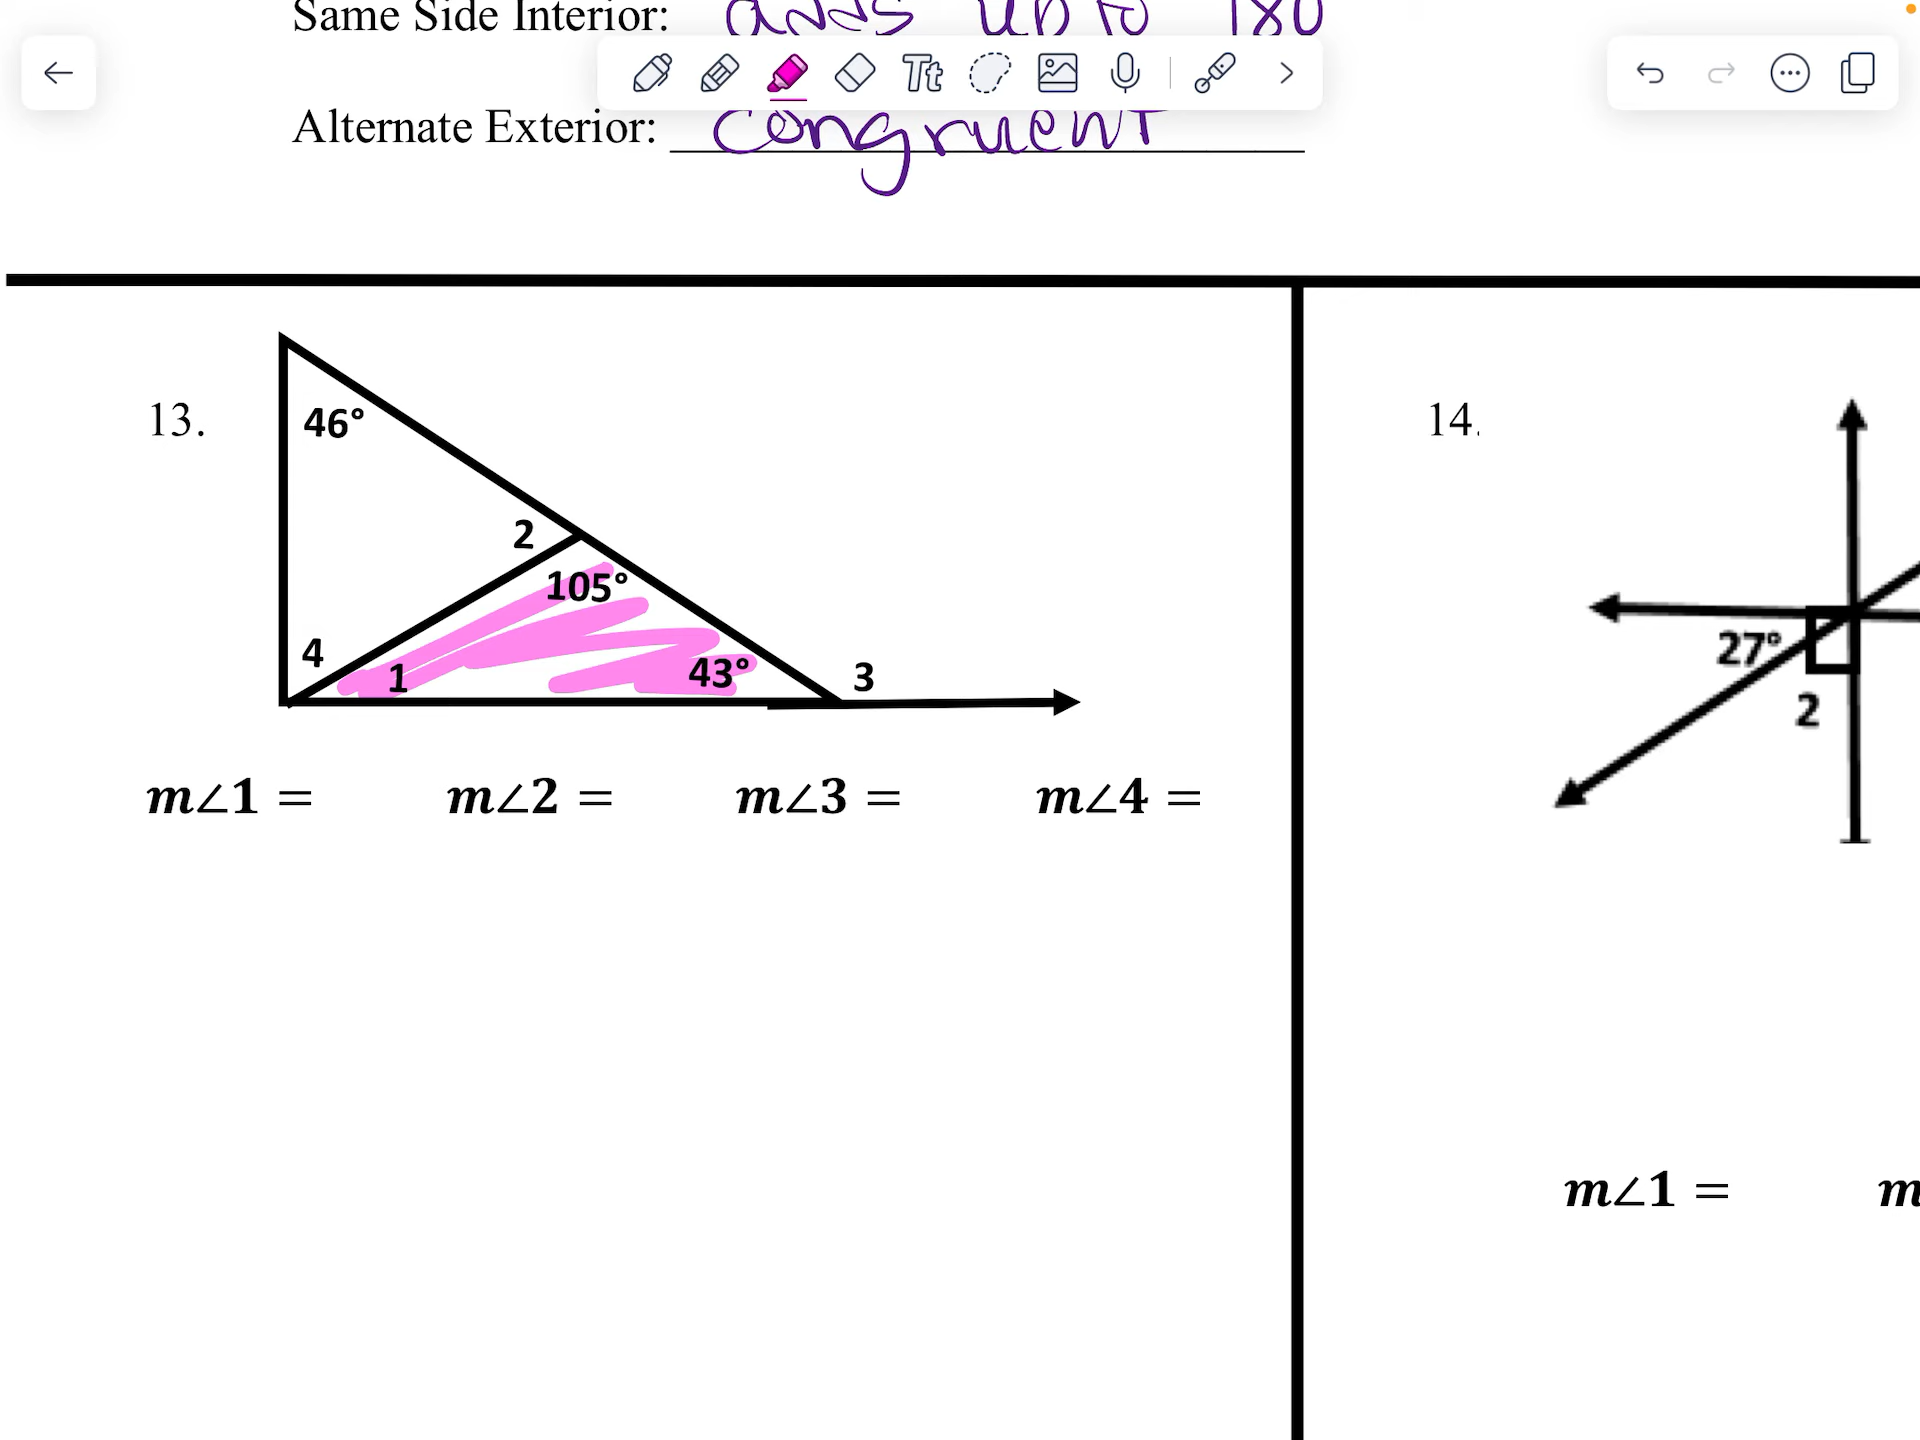 Same Side Interior: adds up to 180
Tt
Alternate Exterior: congruent
13.
46°
2
105°
4
1
43°
3
m∠1 = m∠2 = m∠3 = m∠4 =
14.
27°
2
m∠1 = m